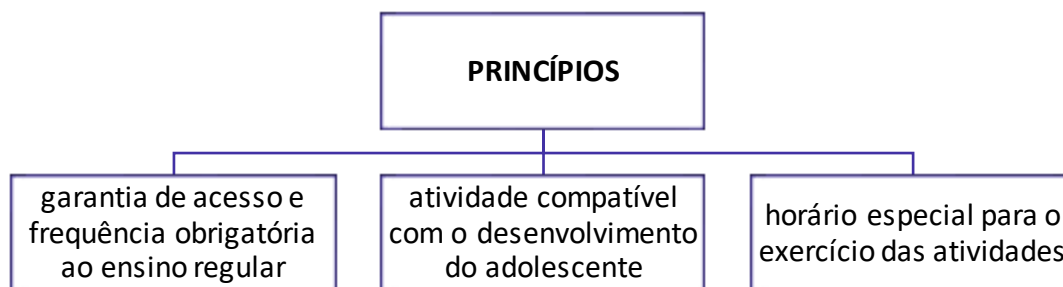 PRINCÍPIOS
garantia de acesso e
frequência obrigatória
ao ensino regular
atividade compatível
com o desenvolvimento
do adolescente
horário especial para o
exercício das atividades